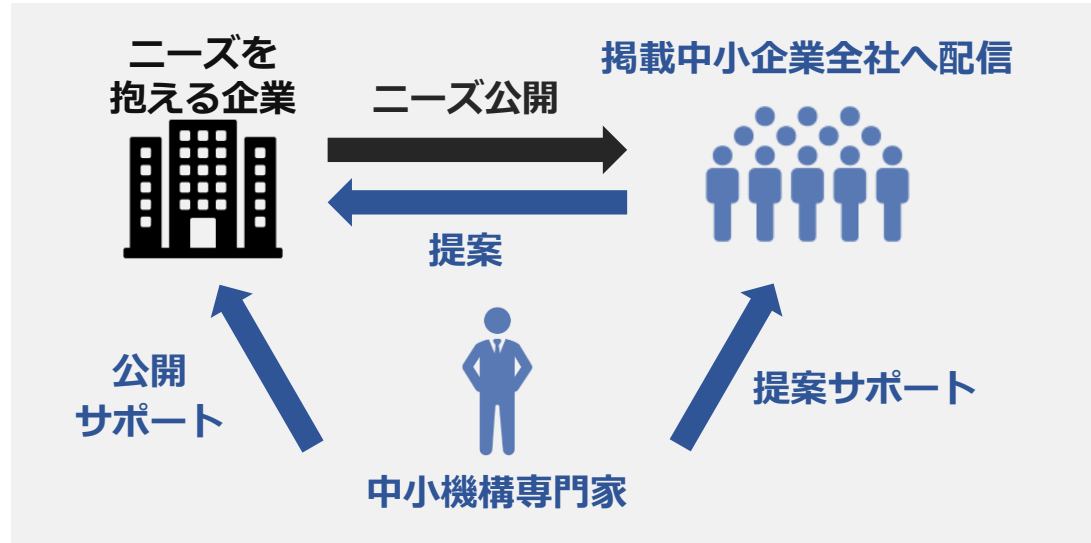 ニーズを
抱える企業
掲載中小企業全社へ配信
ニーズ公開
提案
公開
サポート
提案サポート
中小機構専門家